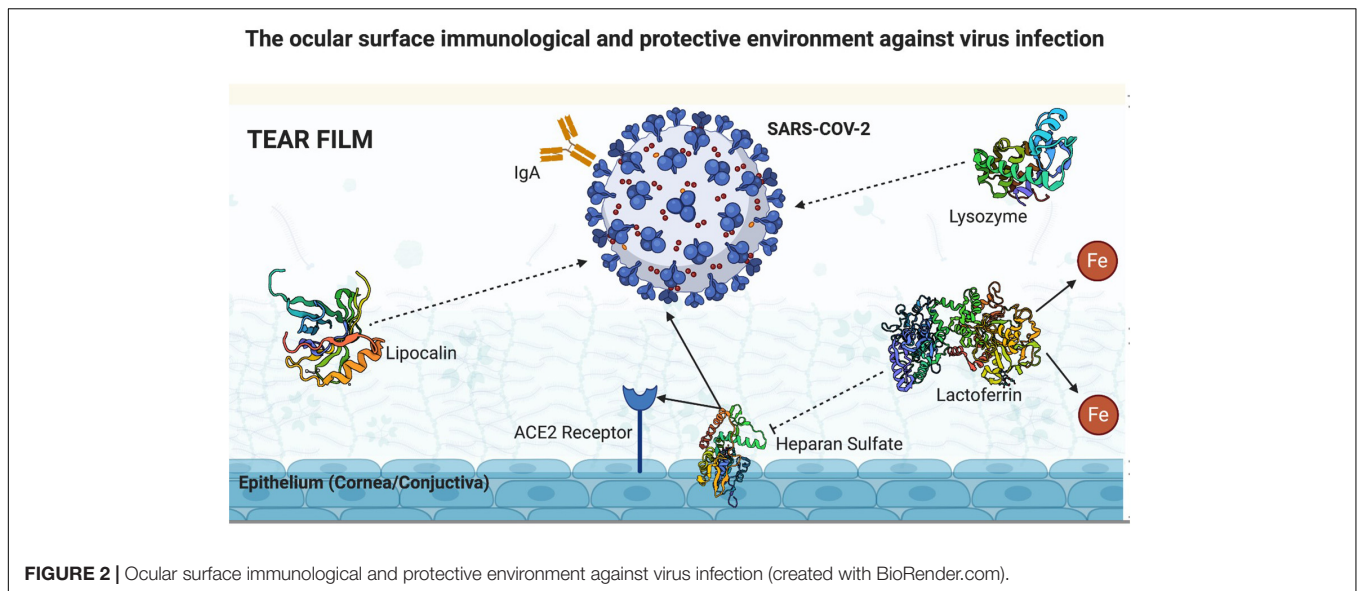 The ocular surface immunological and protective environment against virus infection
TEAR FILM
SARS-COV-2
IgA
Lysozyme
Fe
Lipocalin
Lactoferrin
Fe
ACE2 Receptor
Heparan Sulfate
Epithelium (Cornea/Conjuctiva)
FIGURE 2 | Ocular surface immunological and protective environment against virus infection (created with BioRender.com).